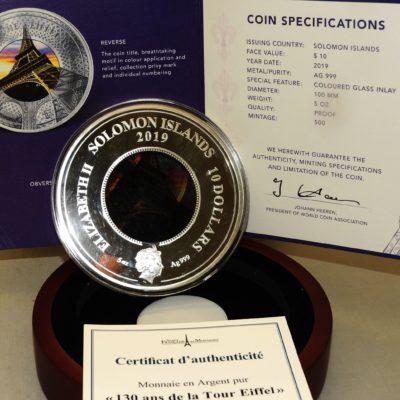 REVERSE
The coin title, breathtaking
motif in colour application and
relief, collection privy mark
and individual numbering
OBVERS
COIN SPECIFICATIONS
ISSUING COUNTRY: SOLOMON ISLANDS
FACE VALUE: $ 10
YEAR DATE: 2019
METAL/PURITY: AG 999
SPECIAL FEATURE: COLOURED GLASS INLAY
DIAMETER: 100 MM
WEIGHT: 5 OZ
QUALITY: PROOF
MINTAGE: 500
WE HEREWITH GUARANTEE THE
AUTHENTICITY, MINTING SPECIFICATIONS
AND LIMITATION OF THE COIN.
JOHANN HEEREN,
PRESIDENT OF WORLD COIN ASSOCIATION
ELIZABETH II SOLOMON ISLANDS 10 DOLLARS
2019
5 oz Ag 999
Certificat d'authenticité
Monnaie en Argent pur
« 130 ans de la Tour Eiffel »